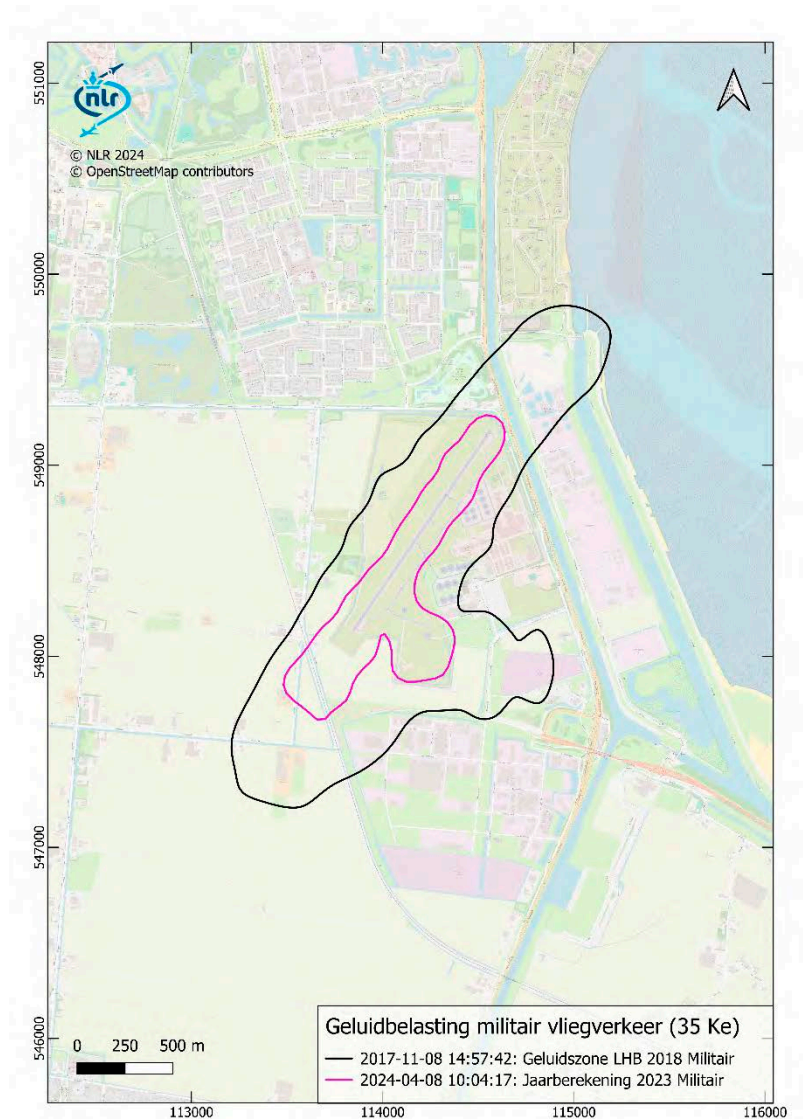 nlr
© NLR 2024
© OpenStreetMap contributors
551000
550000
549000
548000
547000
546000
0 250 500 m
Geluidbelasting militair vliegverkeer (35 Ke)
2017-11-08 14:57:42: Geluidszone LHB 2018 Militair
2024-04-08 10:04:17: Jaarberekening 2023 Militair
113000 114000 115000 116000